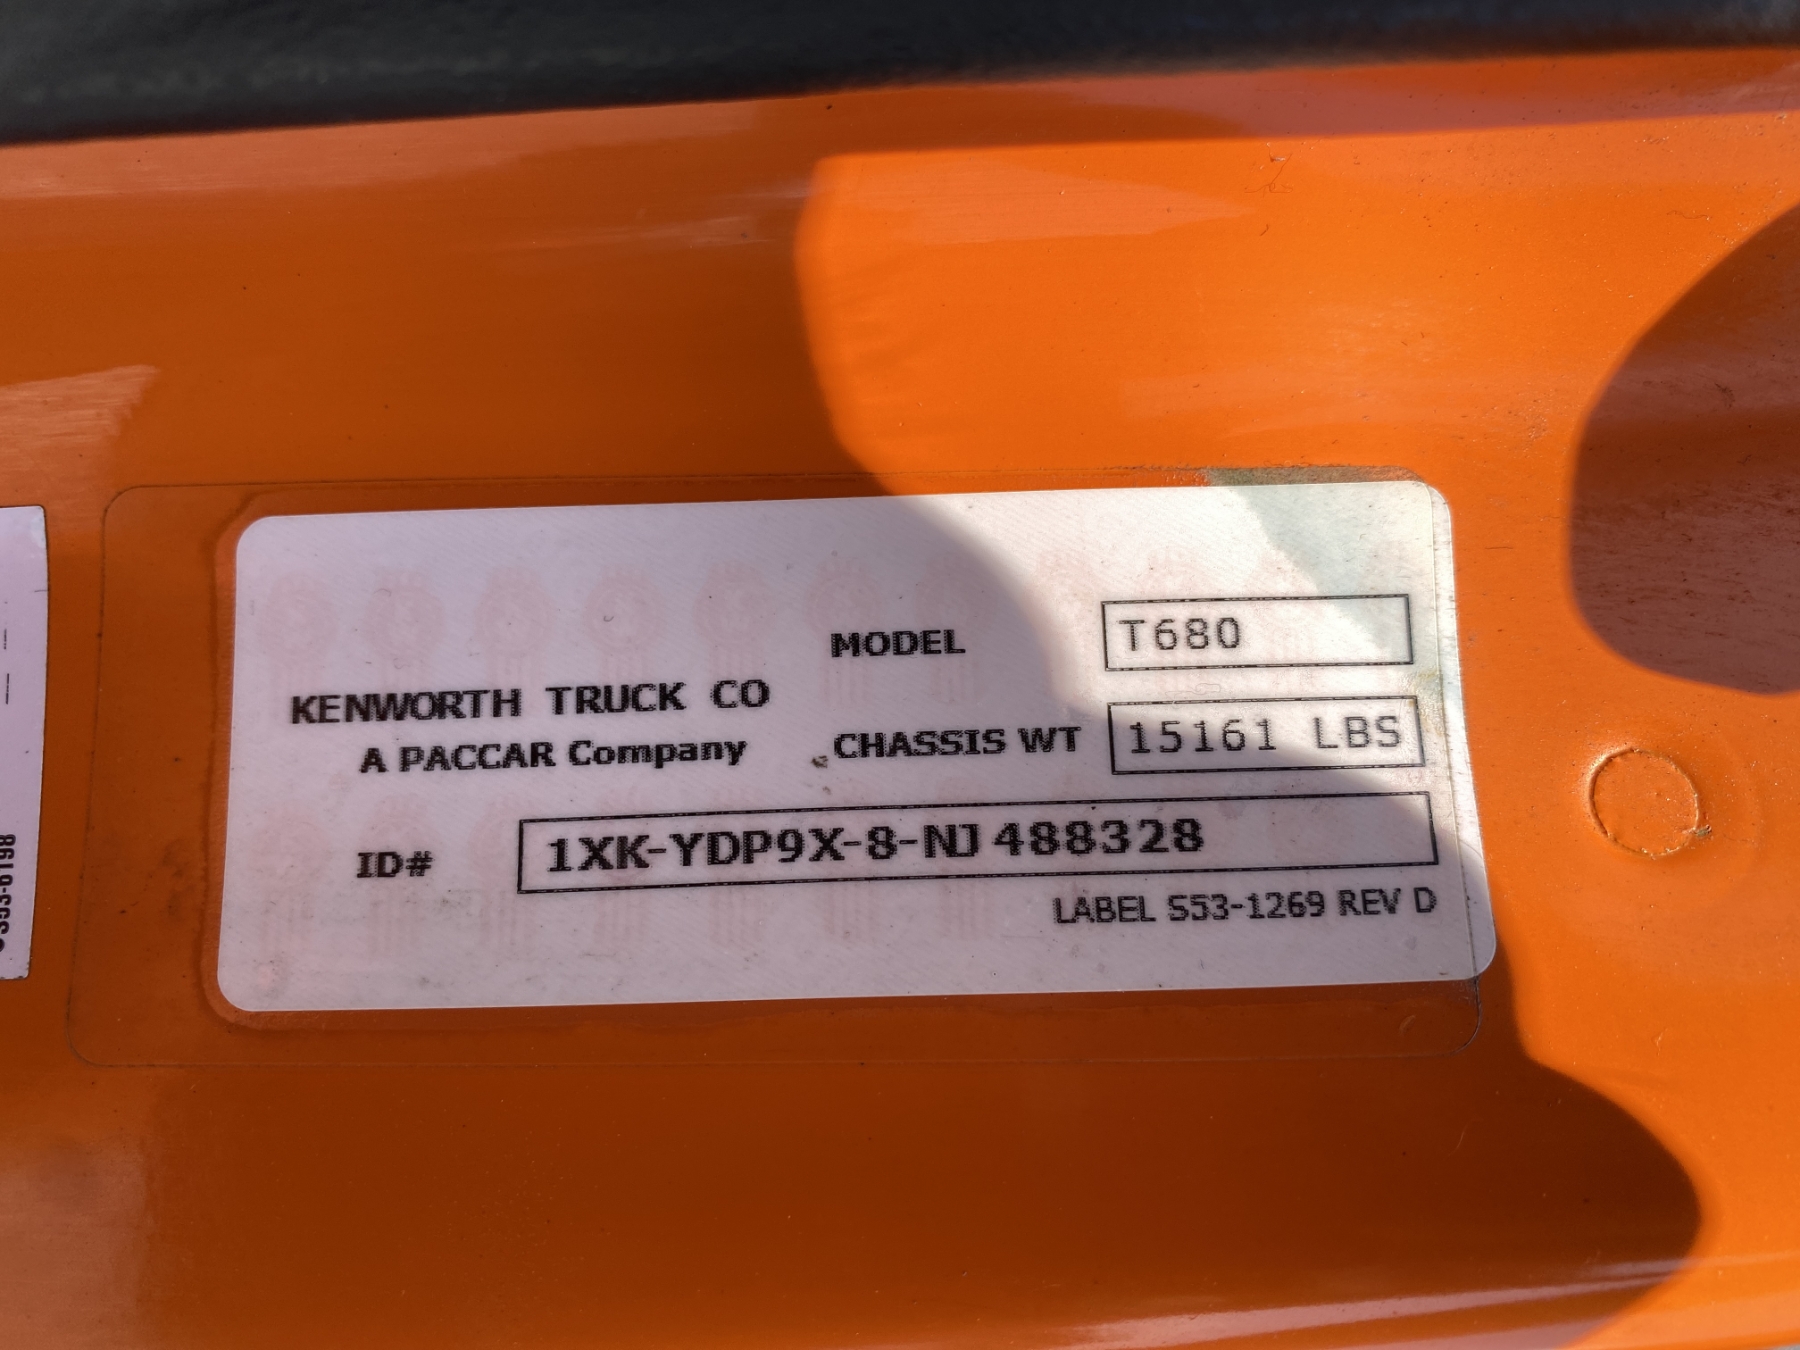 MODEL T680
KENWORTH TRUCK CO
A PACCAR Company
CHASSIS WT 15161 LBS
ID# 1XK-YDP9X-8-NJ488328
LABEL S53-1269 REV D